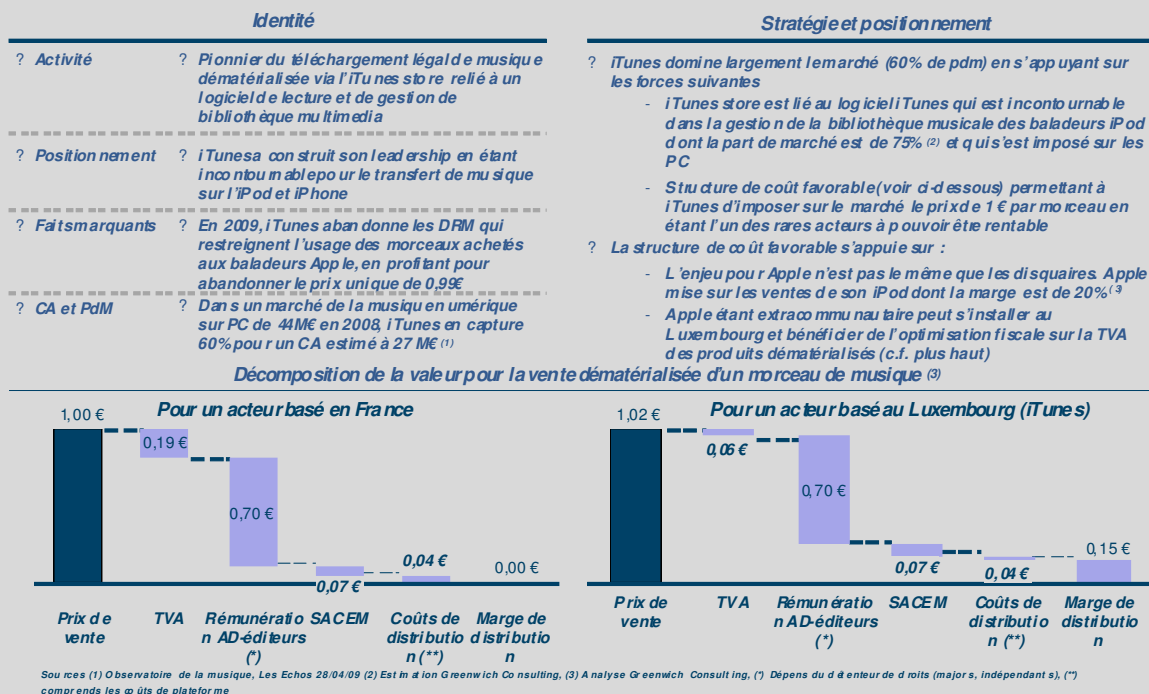 Identité
? Activité
? Pionnier du téléchargement légal de musique
dématérialisée via l'iTunes store relié à un
logiciel de lecture et de gestion de
bibliothèque multimedia
? Positionnement
? iTunes a construit son leadership en étant
incontournable pour le transfert de musique
sur l'iPod et iPhone
? Faits marquants
? En 2009, iTunes abandonne les DRM qui
restreignent l'usage des morceaux achetés
aux baladeurs Apple, en profitant pour
abandonner le prix unique de 0,99€
? CA et PdM
? Dans un marché de la musique numérique
sur PC de 44M€ en 2008, iTunes en capture
60% pour un CA estimé à 27 M€ (1)
Stratégie et positionnement
? iTunes domine largement le marché (60% de pdm) en s'appuyant sur
les forces suivantes
- iTunes store est lié au logiciel iTunes qui est incontournable
dans la gestion de la bibliothèque musicale des baladeurs iPod
dont la part de marché est de 75% (2) et qui s'est imposé sur les
PC
- Structure de coût favorable (voir ci-dessous) permettant à
iTunes d'imposer sur le marché le prix de 1 € par morceau en
étant l'un des rares acteurs à pouvoir être rentable
? La structure de coût favorable s'appuie sur :
- L'enjeu pour Apple n'est pas le même que les disquaires. Apple
mise sur les ventes de son iPod dont la marge est de 20% (3)
- Apple étant extracommunautaire peut s'installer au
Luxembourg et bénéficier de l'optimisation fiscale sur la TVA
des produits dématérialisés (c.f. plus haut)
Décomposition de la valeur pour la vente dématérialisée d'un morceau de musique (3)
Pour un acteur basé en France
1,00 €
0,19 €
0,70 €
0,07 €
0,04 €
0,00 €
Prix de
vente
TVA
Rémunératio
n AD-éditeurs
(*)
SACEM
Coûts de
distributio
n (**)
Marge de
distributio
n
Pour un acteur basé au Luxembourg (iTunes)
1,02 €
0,06 €
0,70 €
0,07 €
0,04 €
0,15 €
Prix de
vente
TVA
Rémunératio
n AD-éditeurs
(*)
SACEM
Coûts de
distributio
n (**)
Marge de
distributio
n
Sources (1) Observatoire de la musique, Les Echos 28/04/09 (2) Estimation Greenwich Consulting, (3) Analyse Greenwich Consulting, (*) Dépens du détenteur de droits (majors, indépendants), (**)
comprends les coûts de plateforme